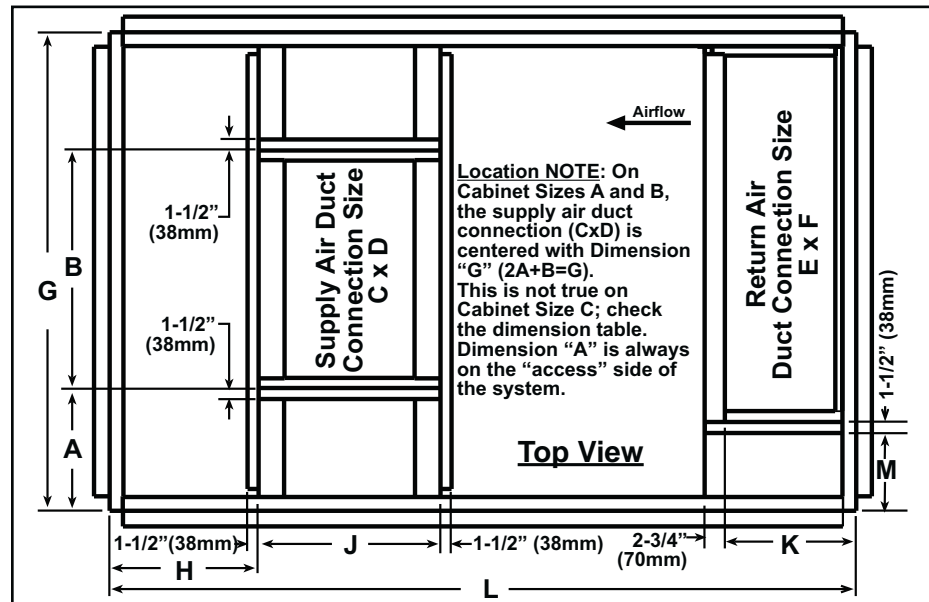 Airflow
Location NOTE: On
Cabinet Sizes A and B,
the supply air duct
connection (CxD) is
centered with Dimension
“G” (2A+B=G).
This is not true on
Cabinet Size C; check
the dimension table.
Dimension “A” is always
on the “access” side of
the system.
Top View
Supply Air Duct
Connection Size
C x D
Return Air
Duct Connection Size
E x F
1-1/2”
(38mm)
1-1/2”
(38mm)
B
G
A
1-1/2” (38mm)
M
1-1/2”(38mm)
J
1-1/2” (38mm)
2-3/4”
(70mm)
K
H
L